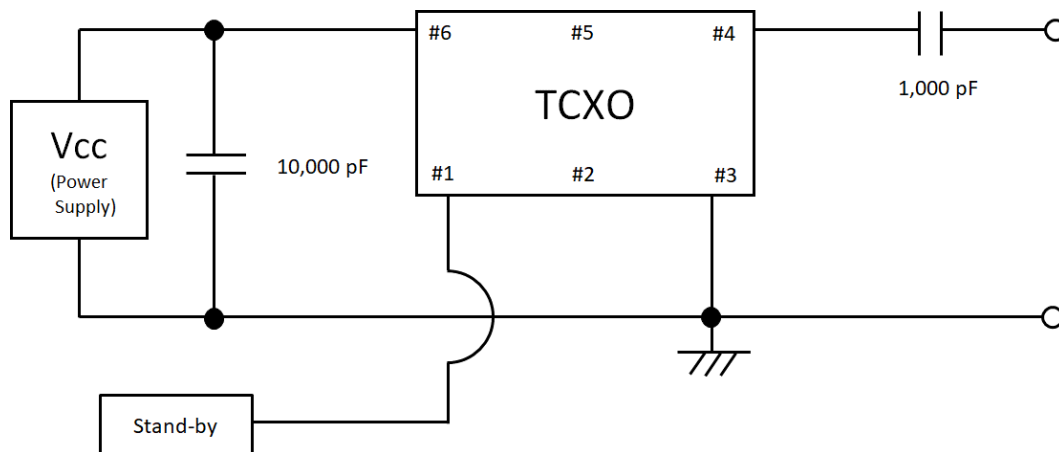 #6 #5 #4
TCXO
1,000 pF
Vcc
(Power
Supply)
10,000 pF
#1 #2 #3
Stand-by